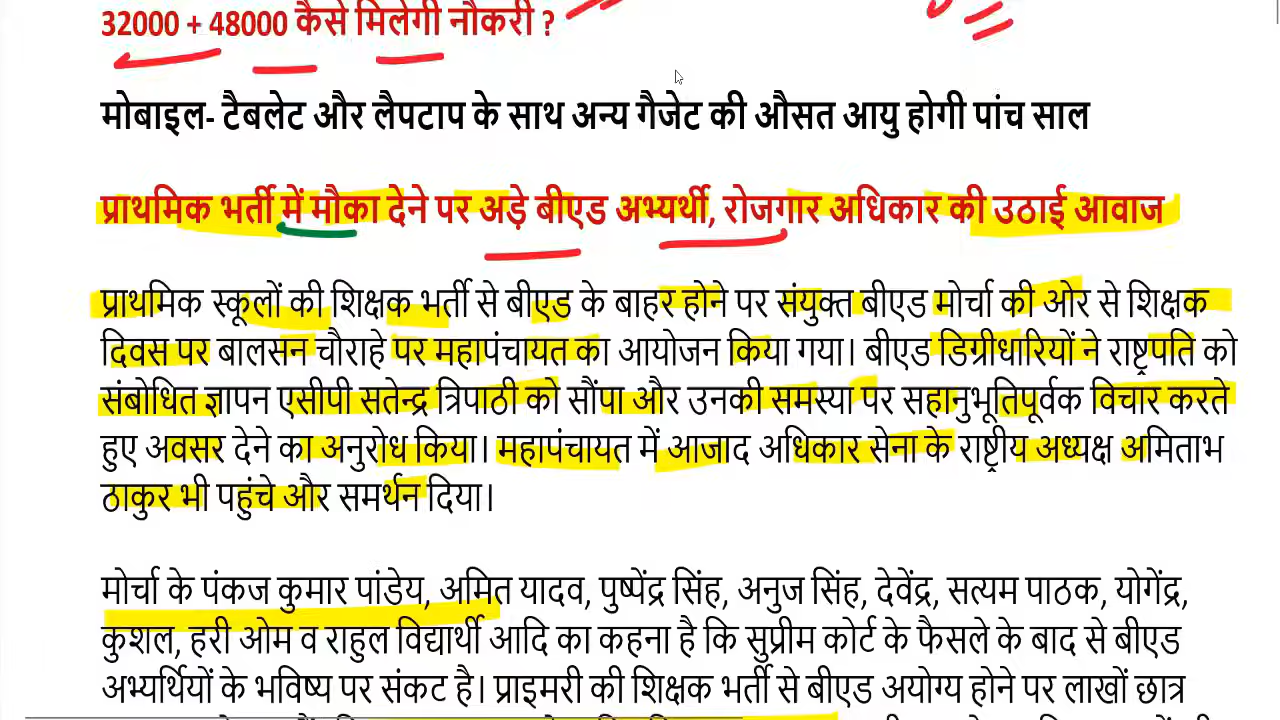 32000 + 48000 कैसे मिलेगी नौकरी ?
मोबाइल- टैबलेट और लैपटाप के साथ अन्य गैजेट की औसत आयु होगी पांच साल
प्राथमिक भर्ती में मौका देने पर अड़े बीएड अभ्यर्थी, रोजगार अधिकार की उठाई आवाज
प्राथमिक स्कूलों की शिक्षक भर्ती से बीएड के बाहर होने पर संयुक्त बीएड मोर्चा की ओर से शिक्षक
दिवस पर बालसन चौराहे पर महापंचायत का आयोजन किया गया। बीएड डिग्रीधारियों ने राष्ट्रपति को
संबोधित ज्ञापन एसीपी सतेन्द्र त्रिपाठी को सौंपा और उनकी समस्या पर सहानुभूतिपूर्वक विचार करते
हुए अवसर देने का अनुरोध किया। महापंचायत में आजाद अधिकार सेना के राष्ट्रीय अध्यक्ष अमिताभ
ठाकुर भी पहुंचे और समर्थन दिया।
मोर्चा के पंकज कुमार पांडेय, अमित यादव, पुष्पेंद्र सिंह, अनुज सिंह, देवेंद्र, सत्यम पाठक, योगेंद्र,
कुशल, हरी ओम व राहुल विद्यार्थी आदि का कहना है कि सुप्रीम कोर्ट के फैसले के बाद से बीएड
अभ्यर्थियों के भविष्य पर संकट है। प्राइमरी की शिक्षक भर्ती से बीएड अयोग्य होने पर लाखों छात्र